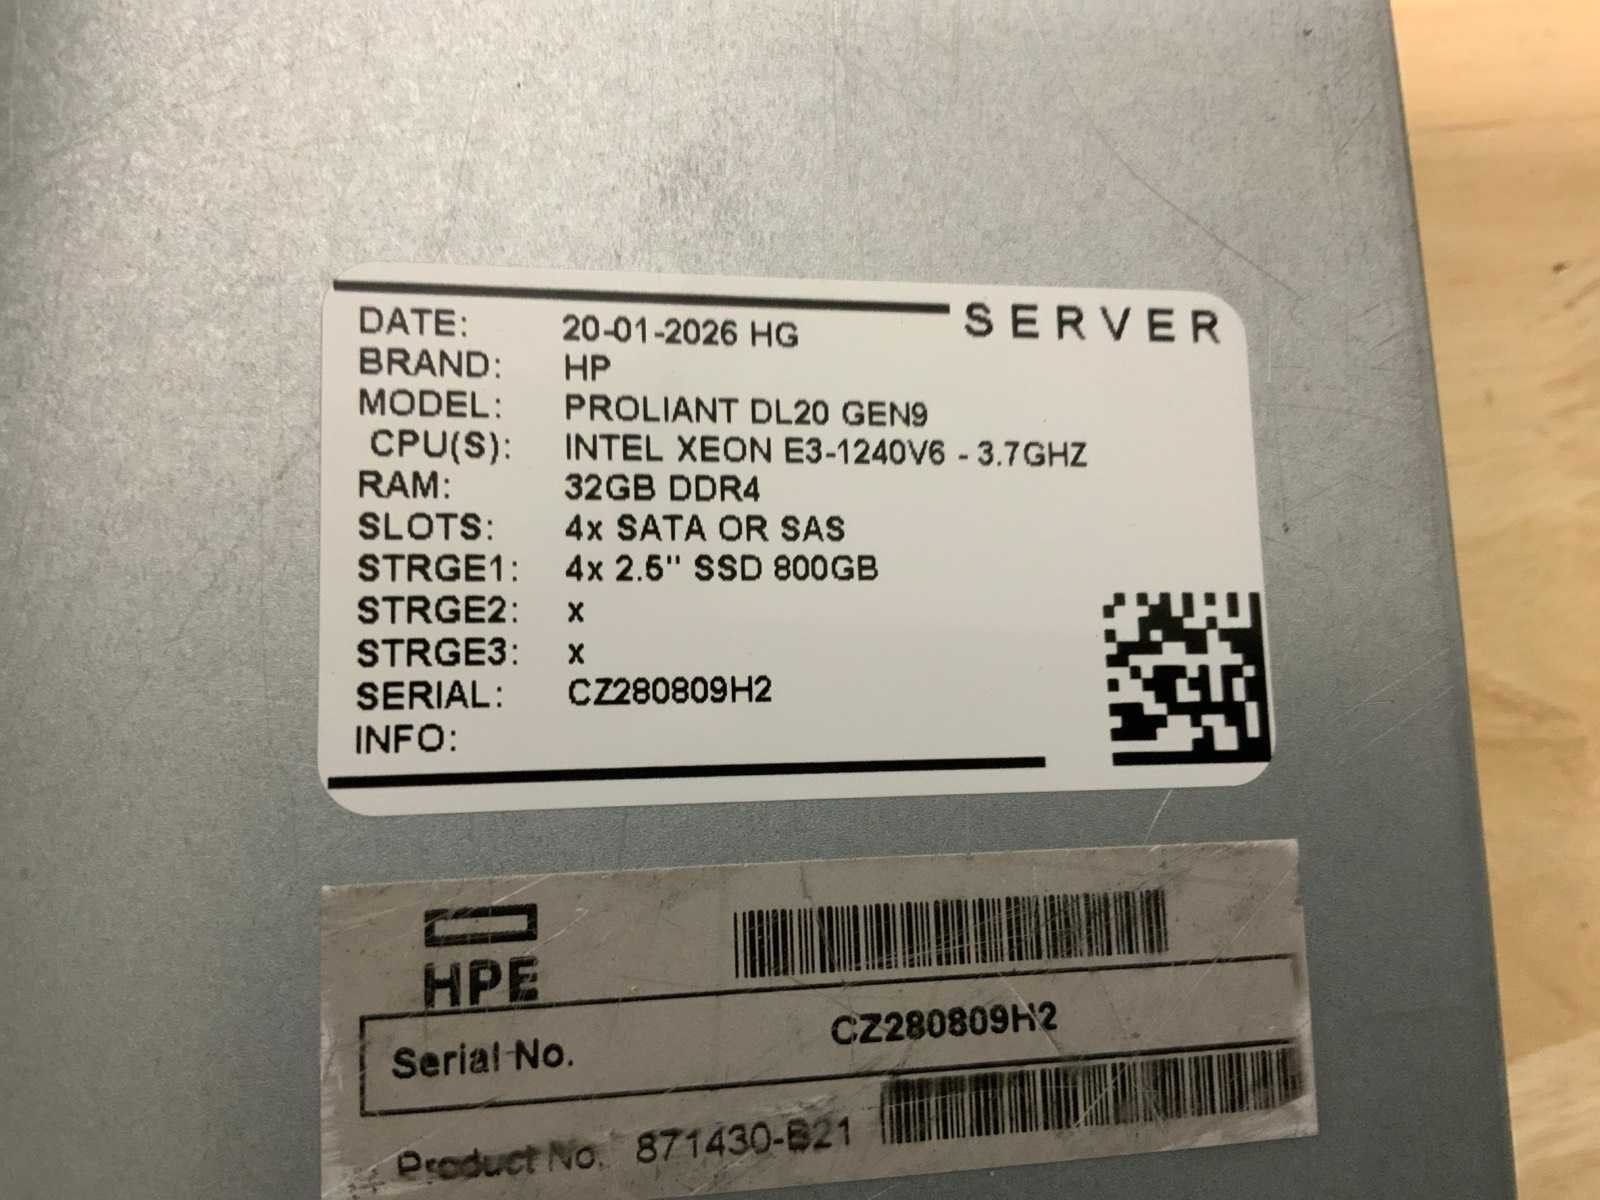 SERVER
DATE: 20-01-2026 HG
BRAND: HP
MODEL: PROLIANT DL20 GEN9
CPU(S): INTEL XEON E3-1240V6 - 3.7GHZ
RAM: 32GB DDR4
SLOTS: 4x SATA OR SAS
STRGE1: 4x 2.5" SSD 800GB
STRGE2: x
STRGE3: x
SERIAL: CZ280809H2
INFO:
HPE
Serial No. CZ280809H2
Product No. 871430-B21